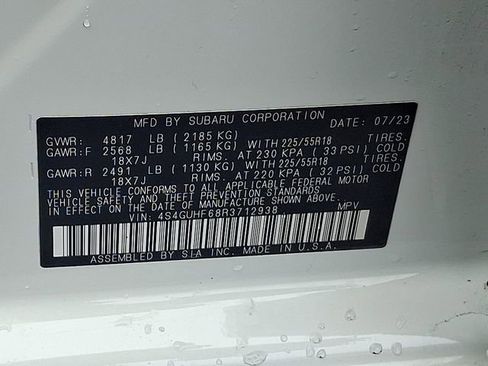 MFD BY SUBARU CORPORATION DATE: 07/23
GVWR: 4817 LB (2185 KG) TIRES.
GAWR:F 2568 LB (1165 KG) WITH 225/55R18
18X7J RIMS. AT 230 KPA (33 PSI) COLD
GAWR:R 2491 LB (1130 KG) WITH 225/55R18 TIRES.
18X7J RIMS. AT 220 KPA (32 PSI) COLD
THIS VEHICLE CONFORMS TO ALL APPLICABLE FEDERAL MOTOR
VEHICLE SAFETY AND THEFT PREVENTION STANDARDS
IN EFFECT ON THE DATE OF MANUFACTURE SHOWN ABOVE.
VIN: 4S4GUHF68R3712938 MPV
ASSEMBLED BY S.I.A INC. MADE IN U.S.A.